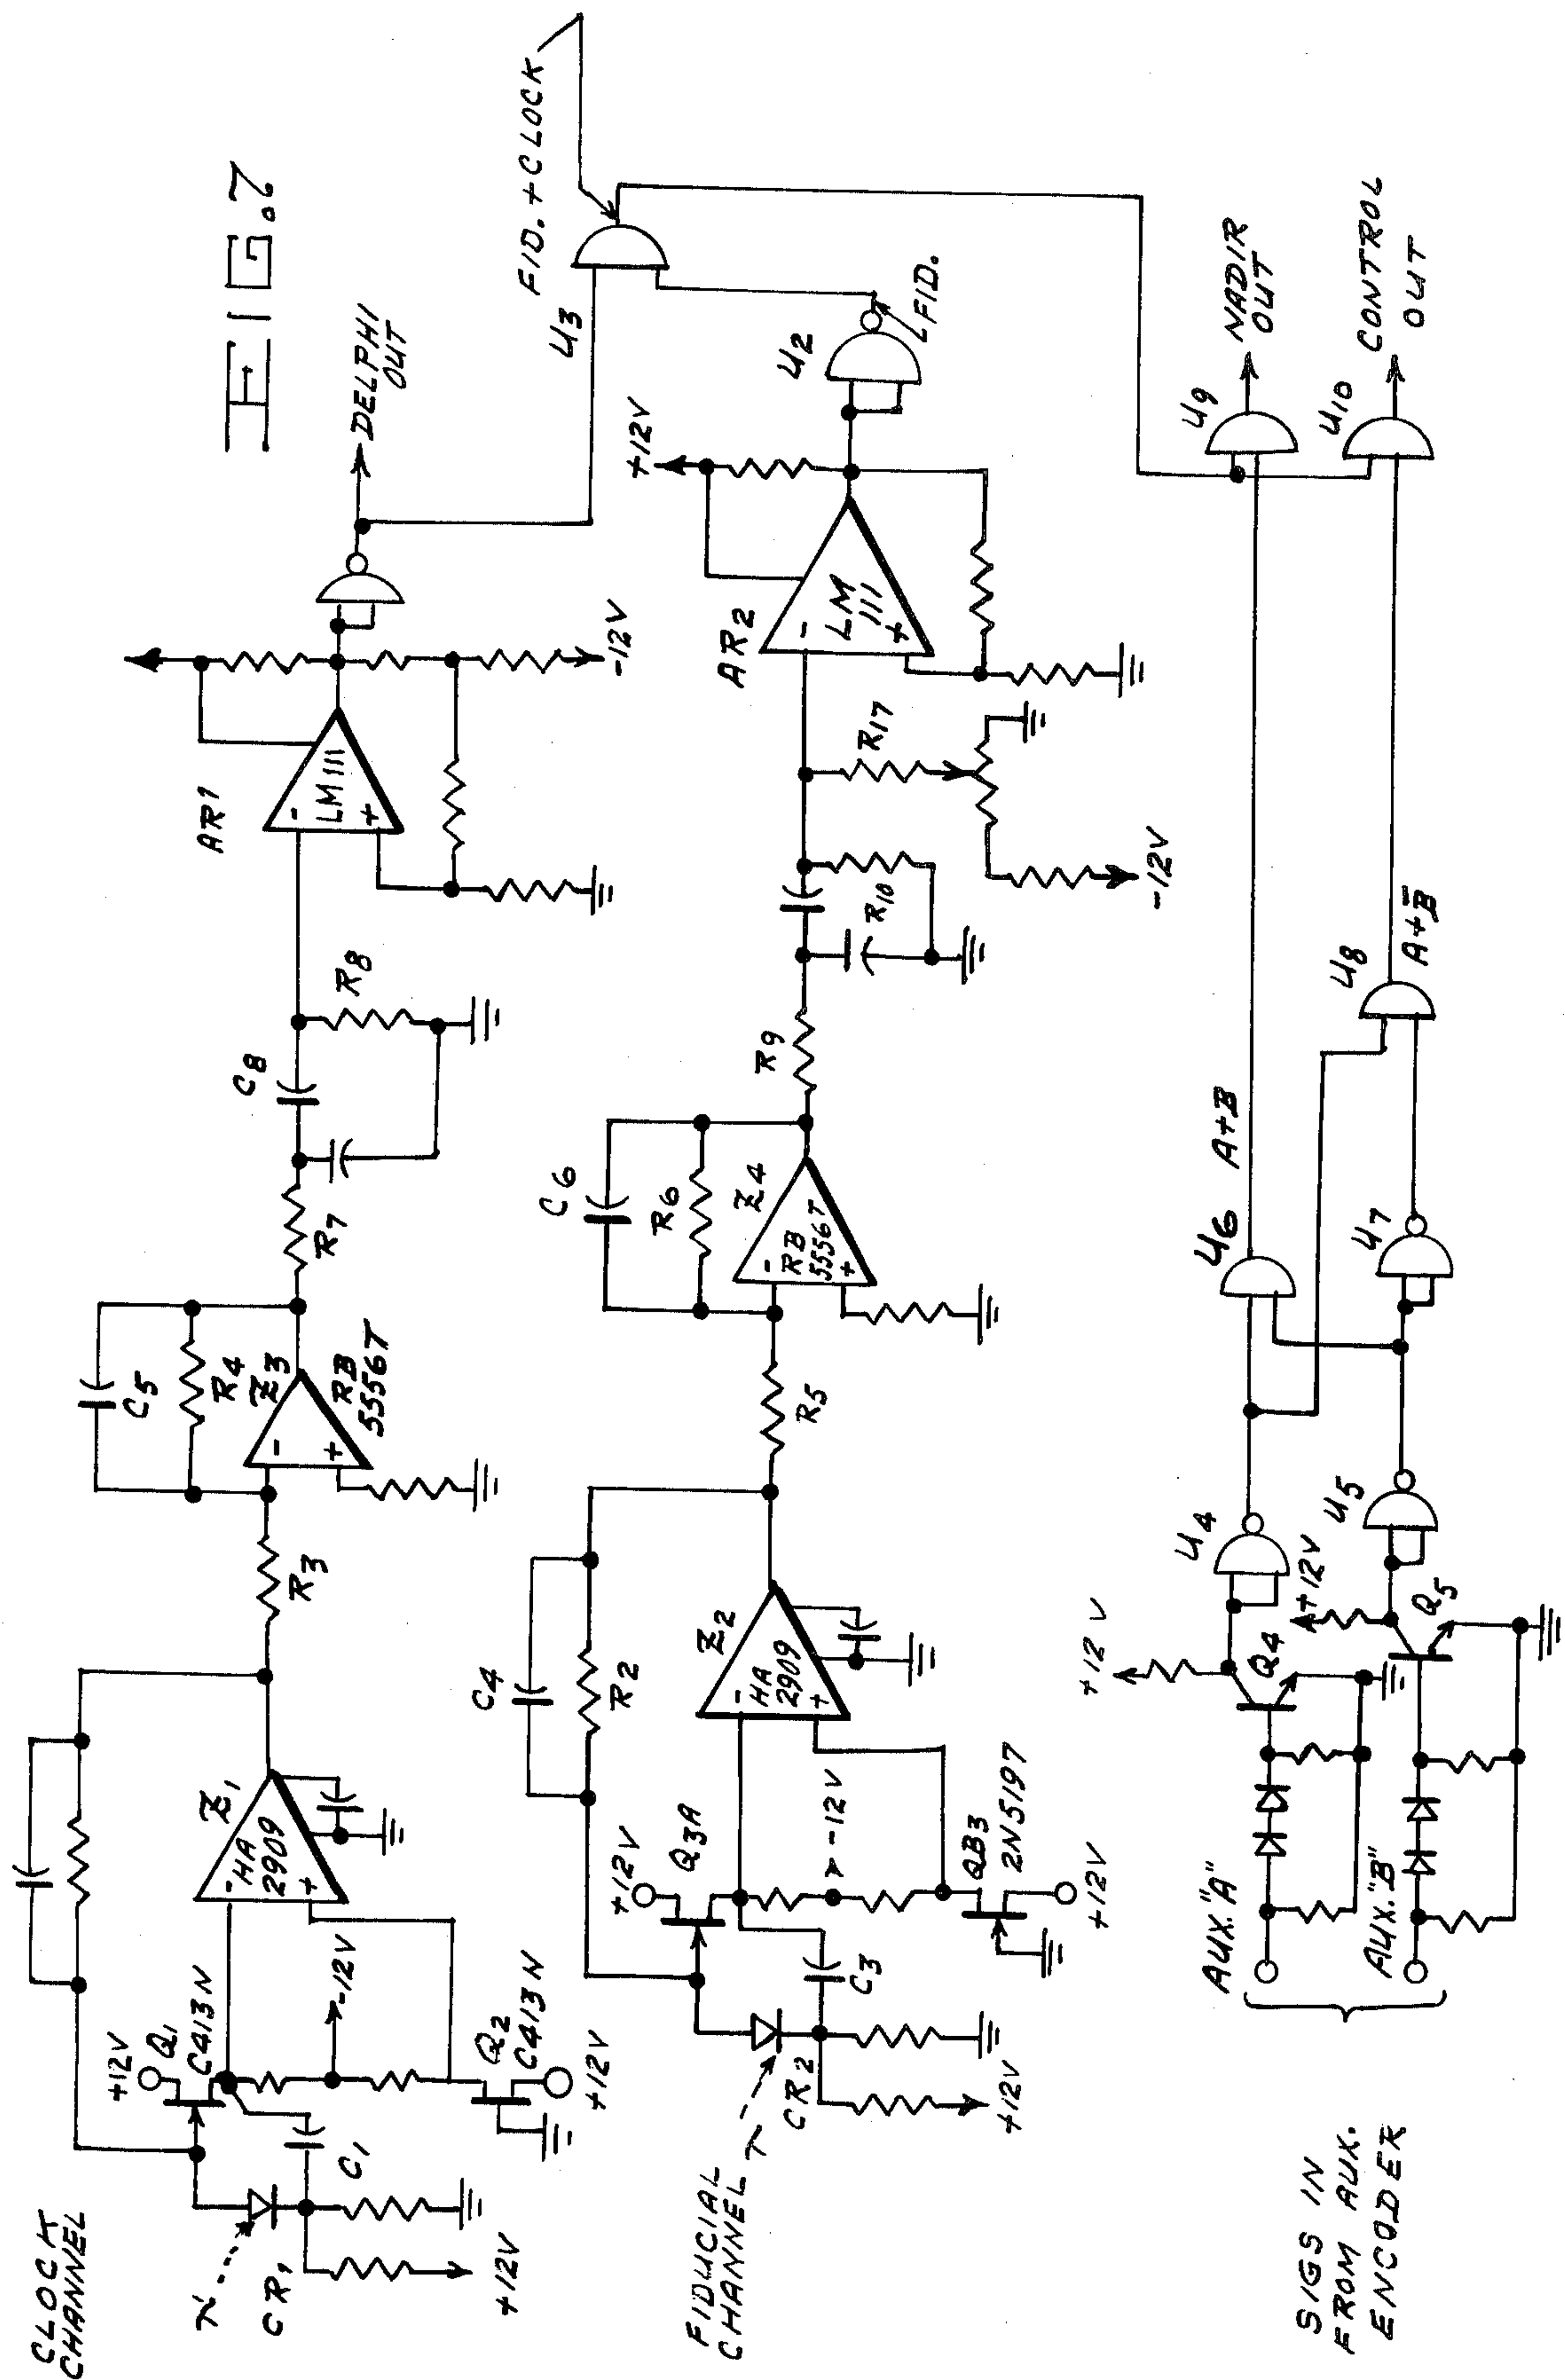 FIG. 7
CLOCK
CHANNEL
CR1
+12V
+12V
Q1
C413N
C1
-12V
Q2
C413N
+12V
-
HA
2909
+
Z1
R3
C5
R4
Z3
-
+
RB
5556T
R7
C8
R8
AR1
-
LM111
+
-12V
DELPHI
OUT
U3
FID. + CLOCK
FIDUCIAL
CHANNEL
CR2
+12V
C3
+12V
Q3A
-12V
QB3
2N5197
+12V
C4
R2
-
HA
2909
+
Z2
R5
C6
R6
Z4
-
RB
5556T
+
R9
R10
R17
-12V
AR2
-
LM
111
+
+12V
U2
FID.
SIGS IN
FROM AUX.
ENCODER
AUX."A"
AUX."B"
+12V
Q4
+12V
Q5
U4
U5
U6
A+B
U7
U8
A+B̅
U9
NADIR
OUT
U10
CONTROL
OUT